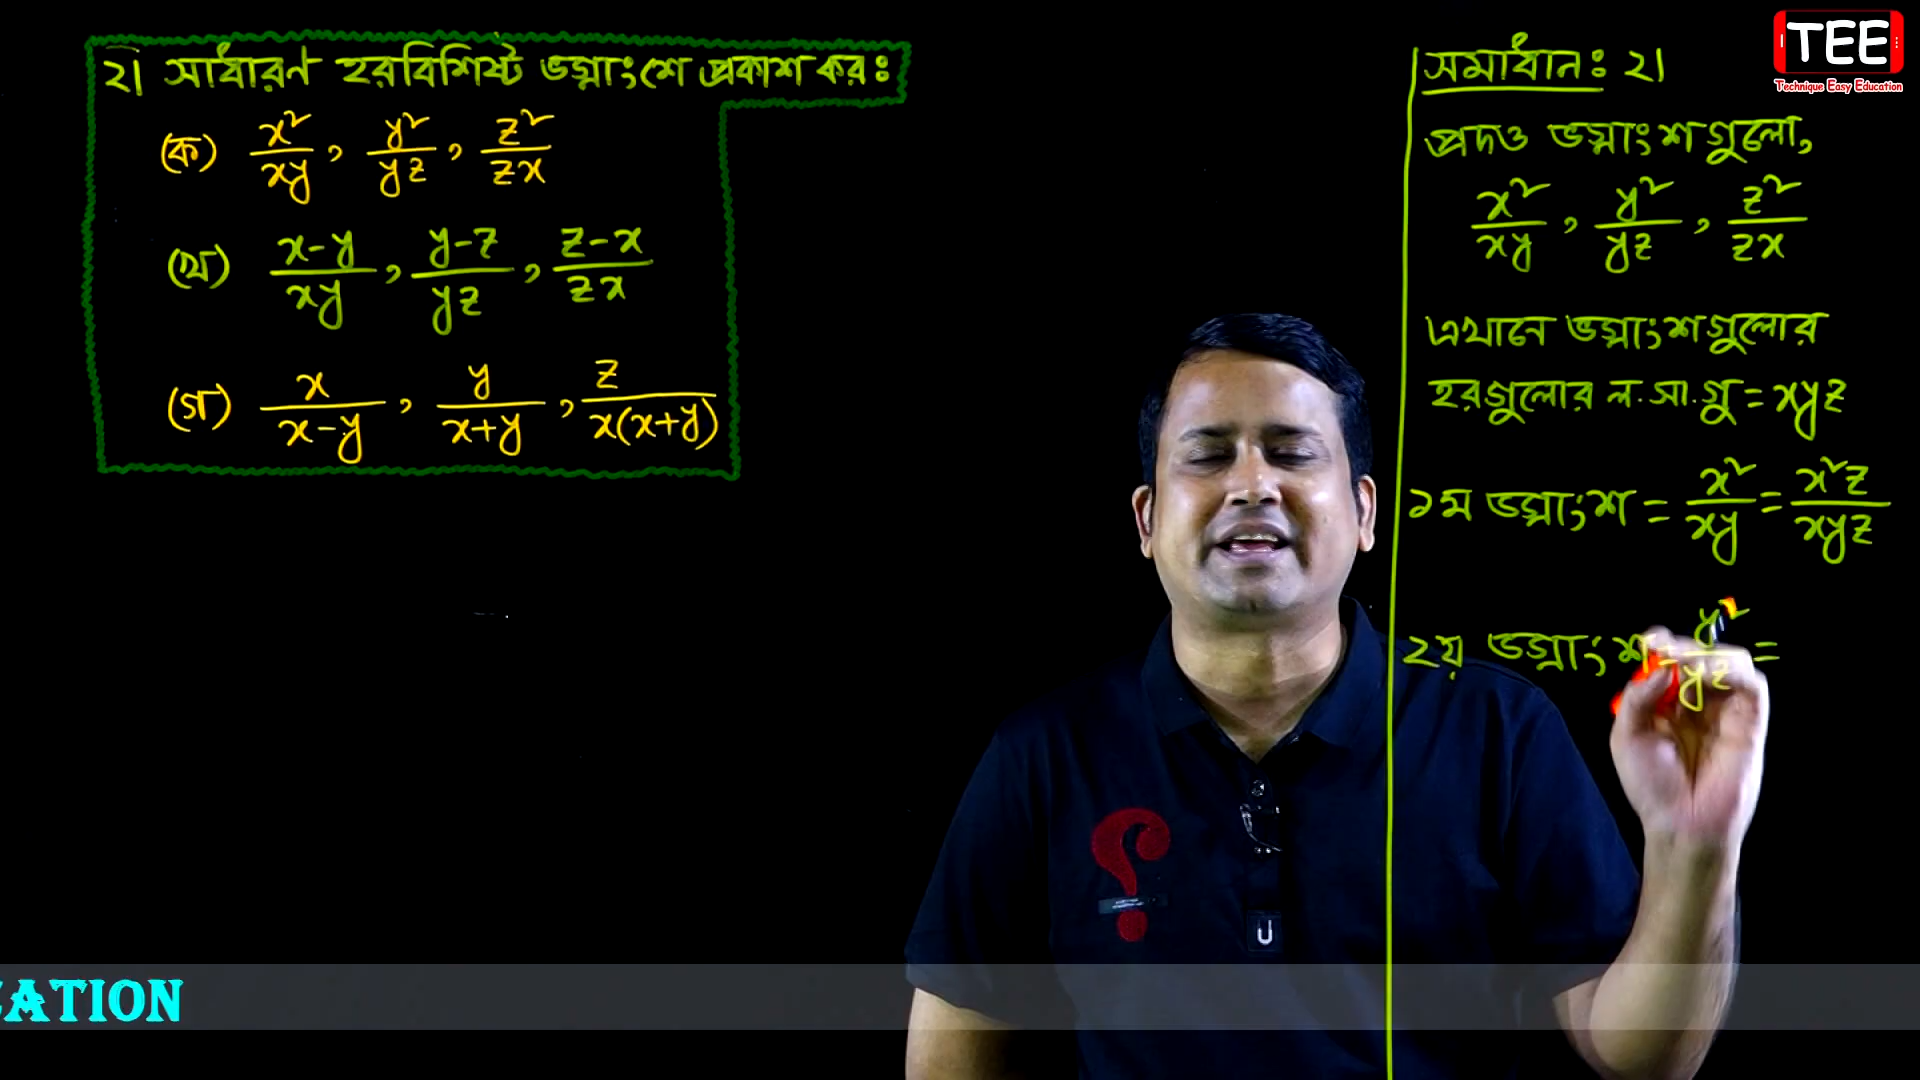 ২। সাধারণ হরবিশিষ্ট ভগ্নাংশে প্রকাশ কর:
(ক) x²/xy, y²/yz, z²/zx
(খ) x-y/xy, y-z/yz, z-x/zx
(গ) x/x-y, y/x+y, z/x(x+y)
সমাধান: ২।
প্রদত্ত ভগ্নাংশগুলো,
x²/xy, y²/yz, z²/zx
এখানে ভগ্নাংশগুলোর
হরগুলোর ল.সা.গু = xyz
১ম ভগ্নাংশ = x²/xy = x²z/xyz
২য় ভগ্নাংশ = y²/yz =
TEE
Technique Easy Education
U
CATION